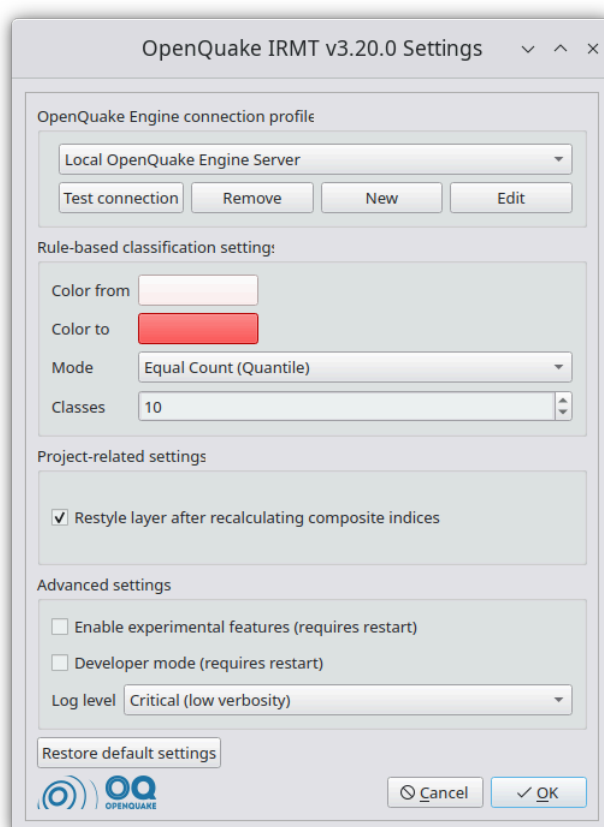 OpenQuake IRMT v3.20.0 Settings
OpenQuake Engine connection profile
Local OpenQuake Engine Server
Test connection Remove New Edit
Rule-based classification settings
Color from
Color to
Mode Equal Count (Quantile)
Classes 10
Project-related settings
Restyle layer after recalculating composite indices
Advanced settings
Enable experimental features (requires restart)
Developer mode (requires restart)
Log level Critical (low verbosity)
Restore default settings
OQ
OPENQUAKE
Cancel OK